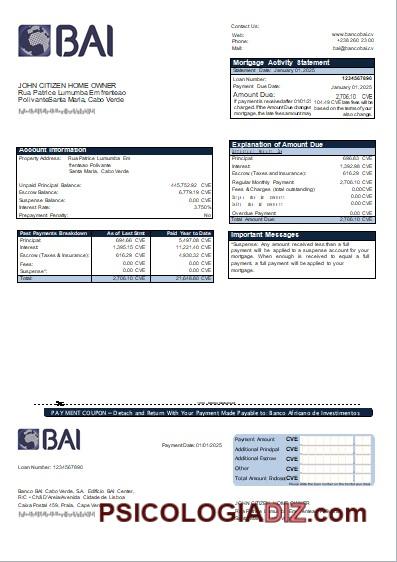 BAI
Contact Us:
Web: www.bancobai.cv
Phone: +238 260 23 00
Mail: bai@bancobai.cv
Mortgage Activity Statement
Statement Date: January 01,2025
Loan Number: 1234567890
Payment Due Date: January 01,2025
Amount Due: 2,706.10 CVE
If payment is received after 01/01/25 104.49 CVE late fee will be
charged. If the Amount Due changes based on the terms of your
mortgage, the late fees amount may also change.
JOHN CITIZEN HOME OWNER
Rua Patrice Lumumba Em frenteao
PolivanteSanta Maria, Cabo Verde
Account Information
Property Address: Rua Patrice Lumumba Em
frenteao Polivante
Santa Maria, Cabo Verde
Unpaid Principal Balance: 445,752.92 CVE
Escrow Balance: 6,779.19 CVE
Suspense Balance: 0.00 CVE
Interest Rate: 3.750%
Prepayment Penalty: No
Explanation of Amount Due
Principal: 696.83 CVE
Interest: 1,392.98 CVE
Escrow (Taxes and Insurance): 616.29 CVE
Regular Monthly Payment: 2,706.10 CVE
Fees & Charges (total outstanding) 0.00 CVE
0.00 CVE
0.00 CVE
Overdue Payment 0.00 CVE
Total Amount Due: 2,706.10 CVE
Past Payments Breakdown As of Last Stmt Paid Year to Date
Principal: 694.66 CVE 5,497.08 CVE
Interest: 1,395.15 CVE 11,221.40 CVE
Escrow (Taxes & Insurance): 616.29 CVE 4,930.32 CVE
Fees: 0.00 CVE 0.00 CVE
Suspense*: 0.00 CVE 0.00 CVE
Total: 2,706.10 CVE 21,648.80 CVE
Important Messages
*Suspense: Any amount received less than a full
payment will be applied to a suspense account for your
mortgage. When enough is received to equal a full
payment, a full payment will be applied to your
mortgage.
PAYMENT COUPON – Detach and Return With Your Payment Made Payable to: Banco Africano de Investimentos
BAI
Payment Date: 01/01/2025
Loan Number: 1234567890
Payment Amount CVE
Additional Principal CVE
Additional Escrow CVE
Other CVE
Total Amount Enclosed CVE
Banco BAI Cabo Verde, S.A. Edifício BAI Center,
R/C - Chã D'Areia Avenida Cidade de Lisboa
Caixa Postal 459, Praia, Cape Verde
JOHN CITIZEN HOME OWNER
PSICOLOGIADIZ.com